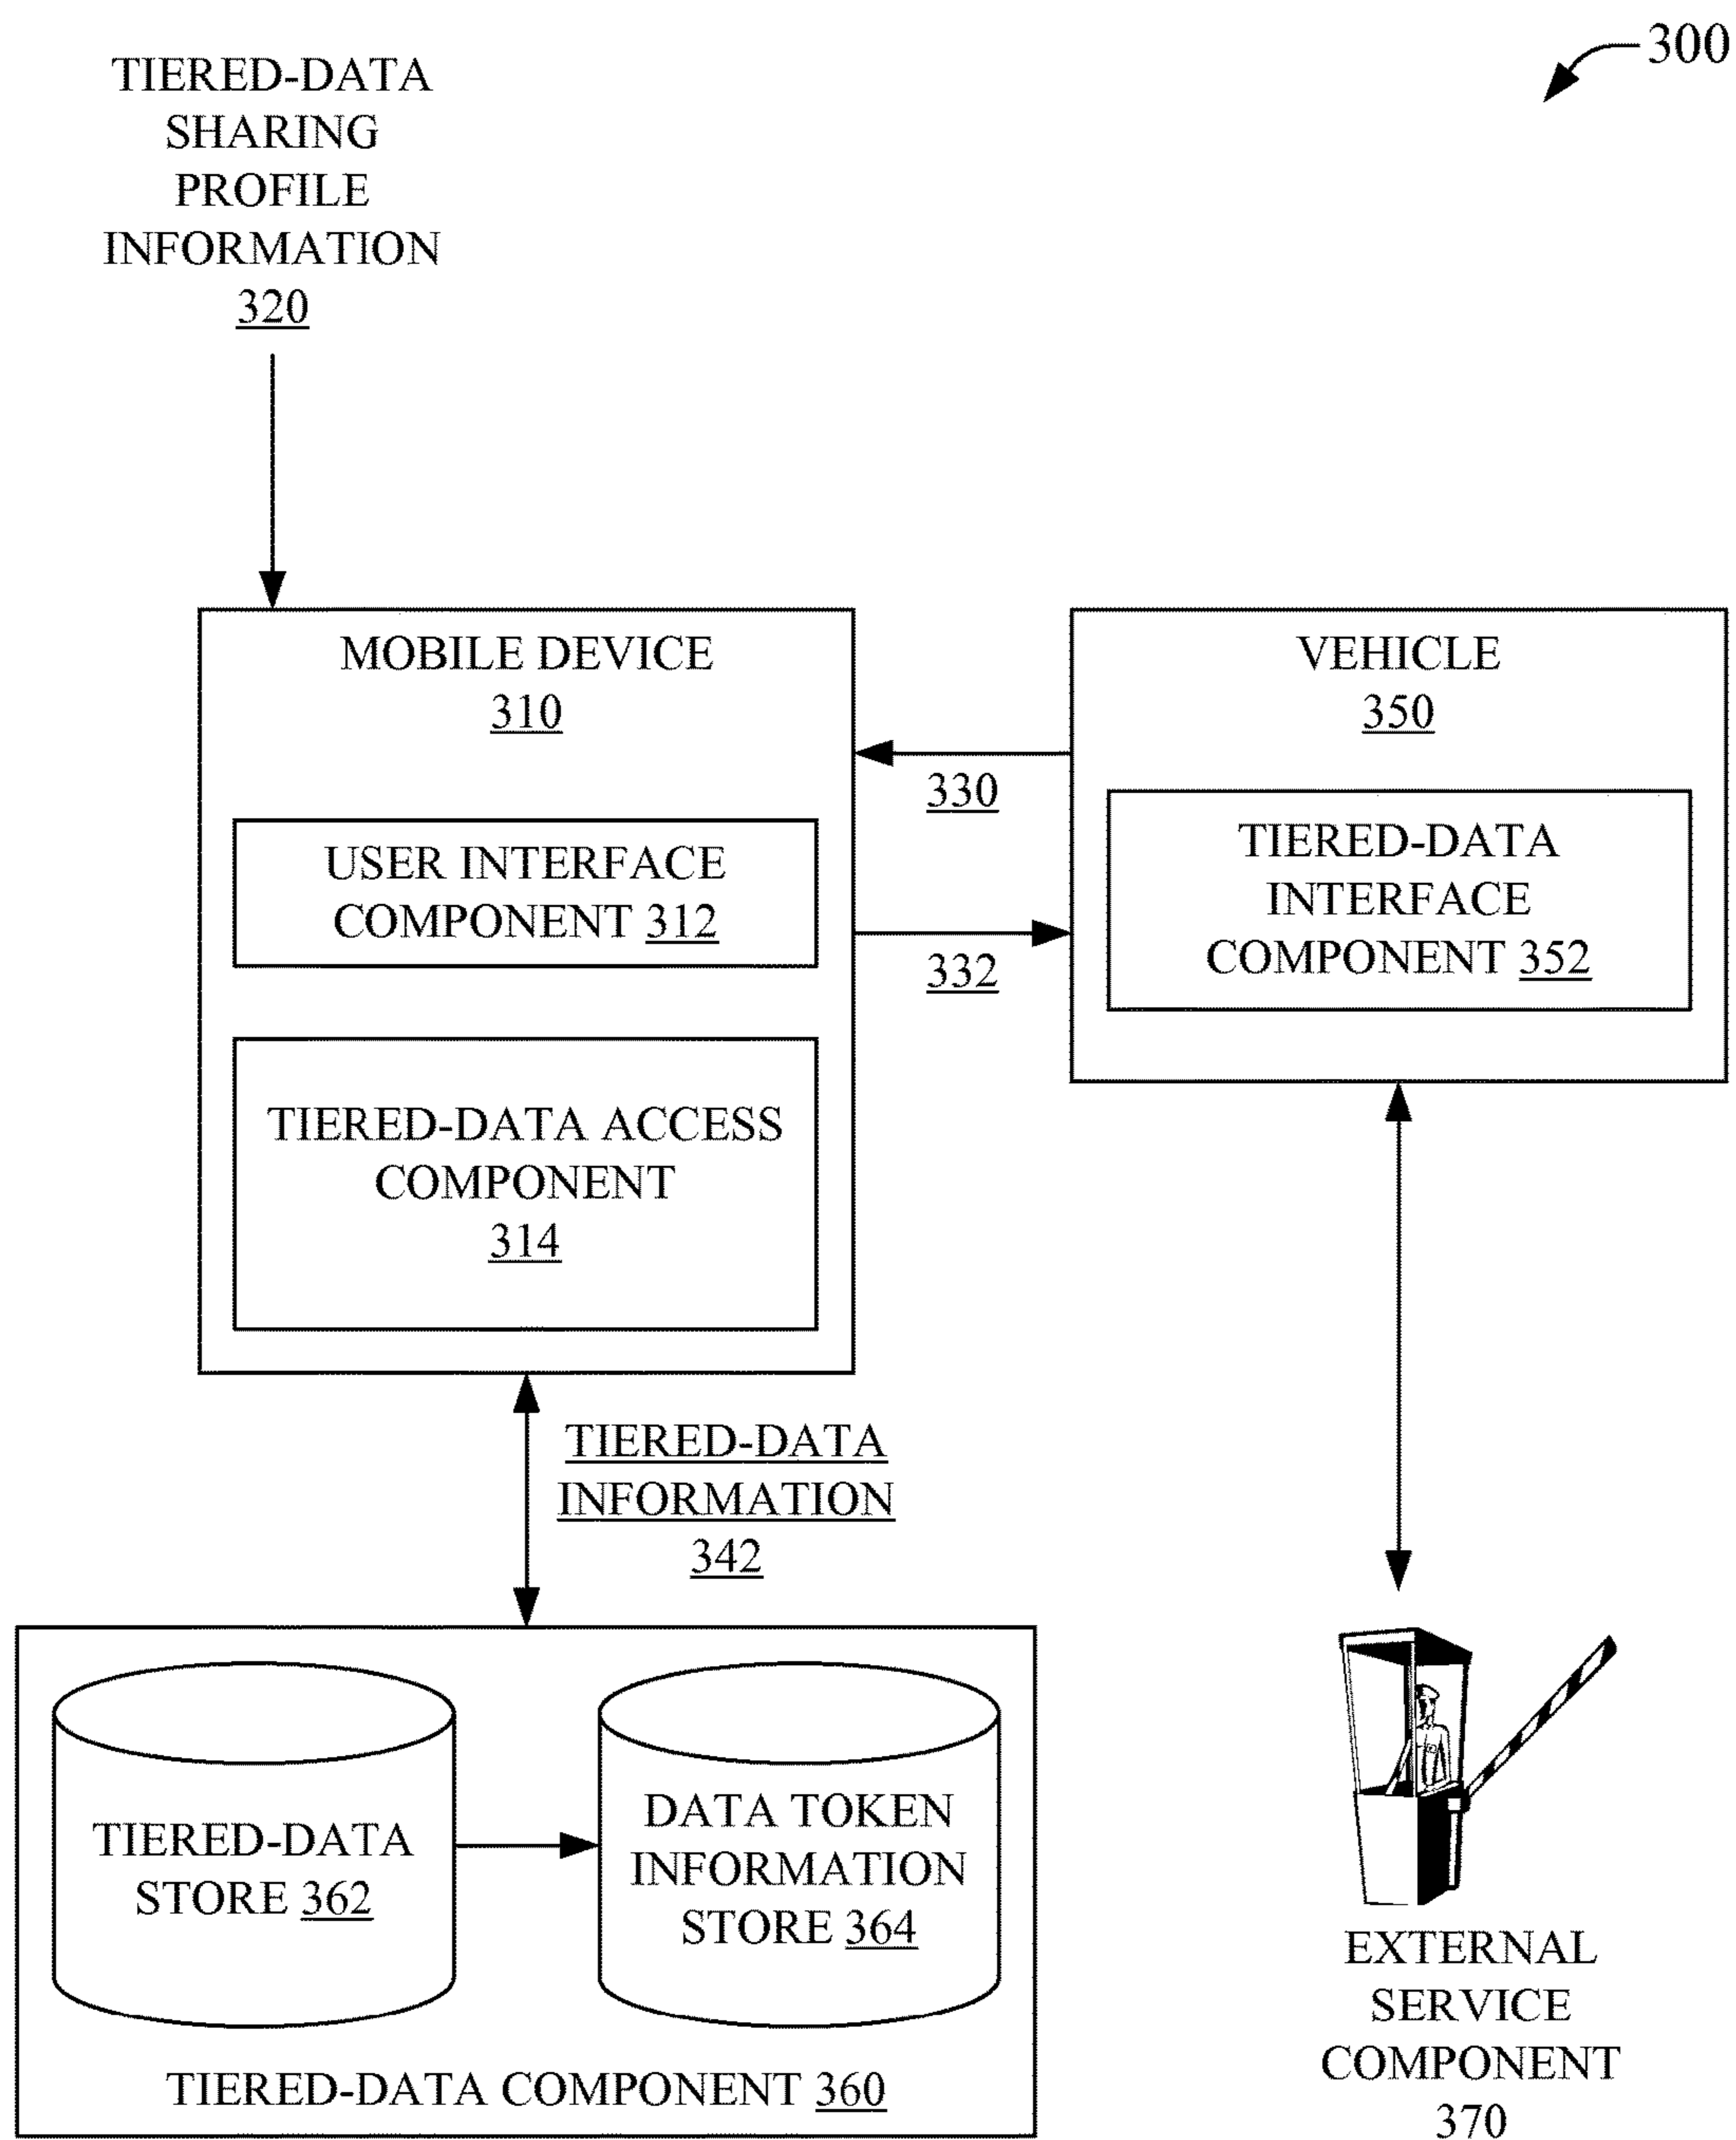 300
TIERED-DATA
SHARING
PROFILE
INFORMATION
320
MOBILE DEVICE
310
USER INTERFACE
COMPONENT 312
TIERED-DATA ACCESS
COMPONENT
314
330
332
VEHICLE
350
TIERED-DATA
INTERFACE
COMPONENT 352
TIERED-DATA
INFORMATION
342
TIERED-DATA
STORE 362
DATA TOKEN
INFORMATION
STORE 364
TIERED-DATA COMPONENT 360
EXTERNAL
SERVICE
COMPONENT
370